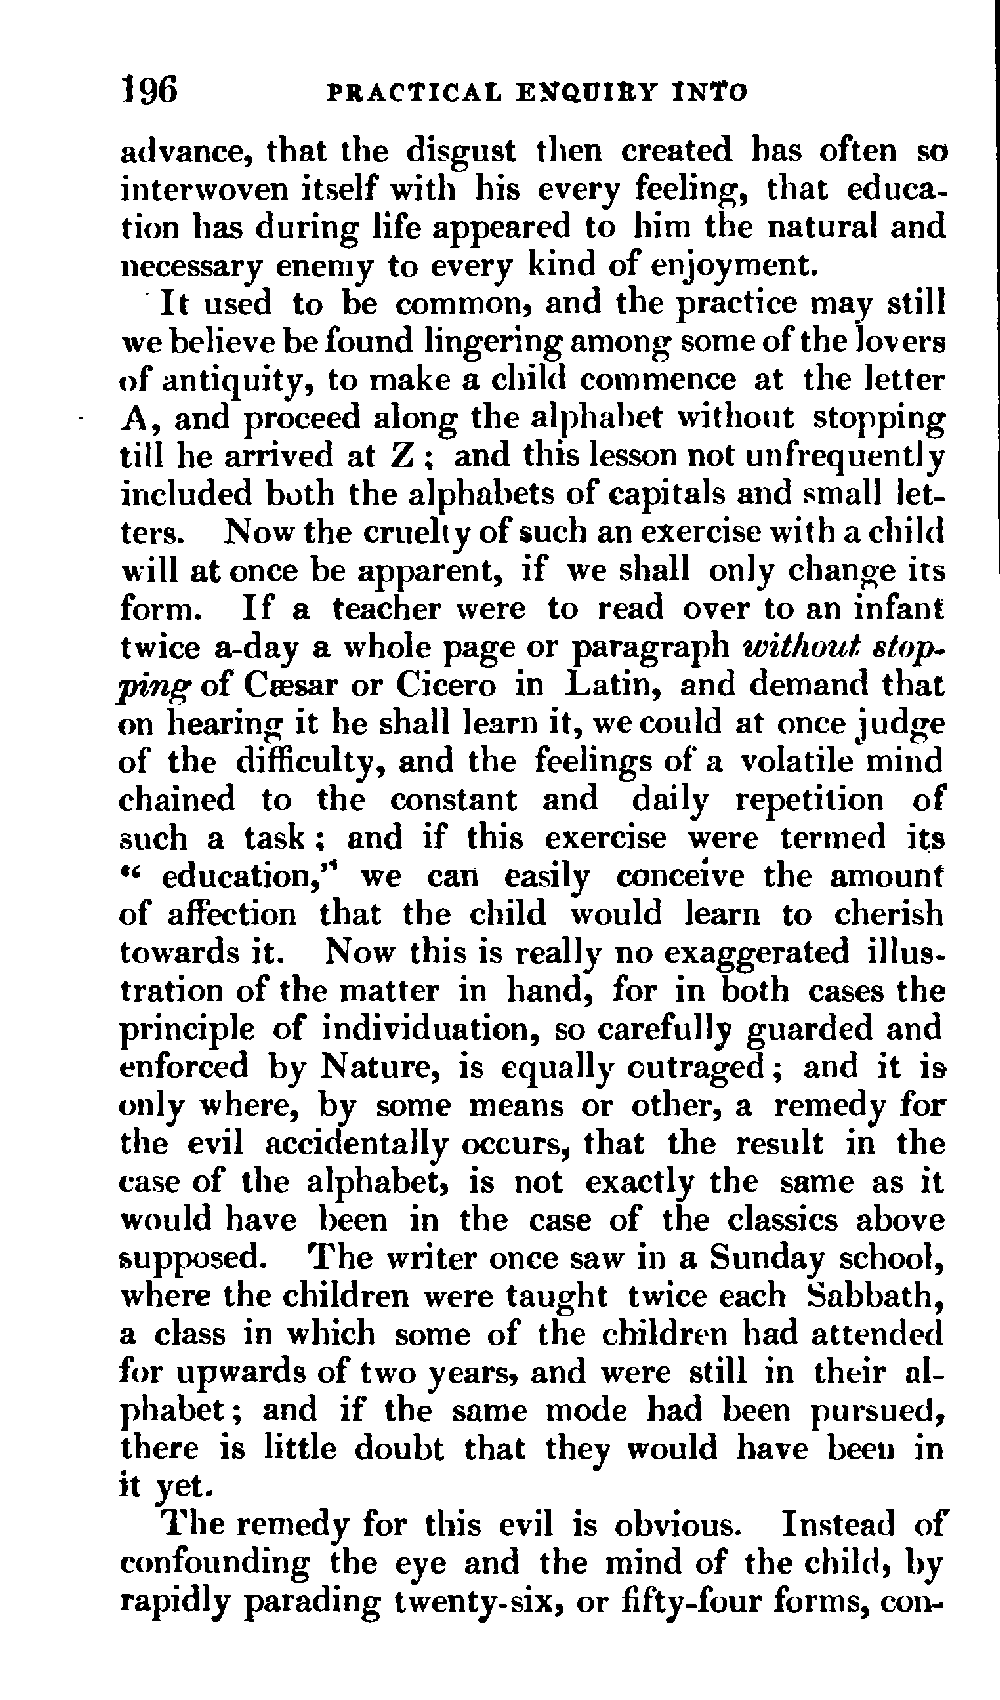 196 PRACTICAL ENQUIRY INTO
advance, that the disgust then created has often so
interwoven itself with his every feeling, that educa-
tion has during life appeared to him the natural and
necessary enemy to every kind of enjoyment.
It used to be common, and the practice may still
we believe be found lingering among some of the lovers
of antiquity, to make a child commence at the letter
A, and proceed along the alphabet without stopping
till he arrived at Z ; and this lesson not unfrequently
included both the alphabets of capitals and small let-
ters. Now the cruelty of such an exercise with a child
will at once be apparent, if we shall only change its
form. If a teacher were to read over to an infant
twice a-day a whole page or paragraph without stop-
ping of Cæsar or Cicero in Latin, and demand that
on hearing it he shall learn it, we could at once judge
of the difficulty, and the feelings of a volatile mind
chained to the constant and daily repetition of
such a task ; and if this exercise were termed its
“ education,” we can easily conceive the amount
of affection that the child would learn to cherish
towards it. Now this is really no exaggerated illus-
tration of the matter in hand, for in both cases the
principle of individuation, so carefully guarded and
enforced by Nature, is equally outraged ; and it is
only where, by some means or other, a remedy for
the evil accidentally occurs, that the result in the
case of the alphabet, is not exactly the same as it
would have been in the case of the classics above
supposed. The writer once saw in a Sunday school,
where the children were taught twice each Sabbath,
a class in which some of the children had attended
for upwards of two years, and were still in their al-
phabet ; and if the same mode had been pursued,
there is little doubt that they would have been in
it yet.
The remedy for this evil is obvious. Instead of
confounding the eye and the mind of the child, by
rapidly parading twenty-six, or fifty-four forms, con-